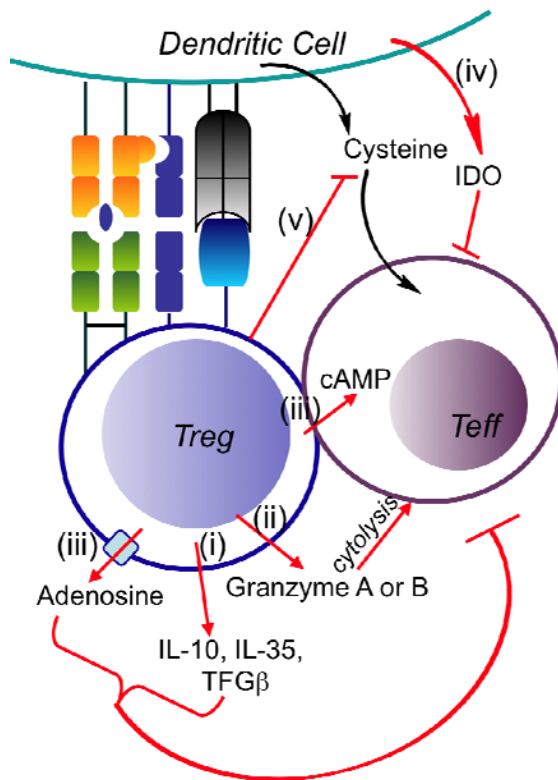 Dendritic Cell
(iv)
Cysteine
IDO
(v)
cAMP
(iii)
Treg
Teff
(ii)
(iii)
(i)
cytolysis
Adenosine
Granzyme A or B
IL-10, IL-35,
TFGβ